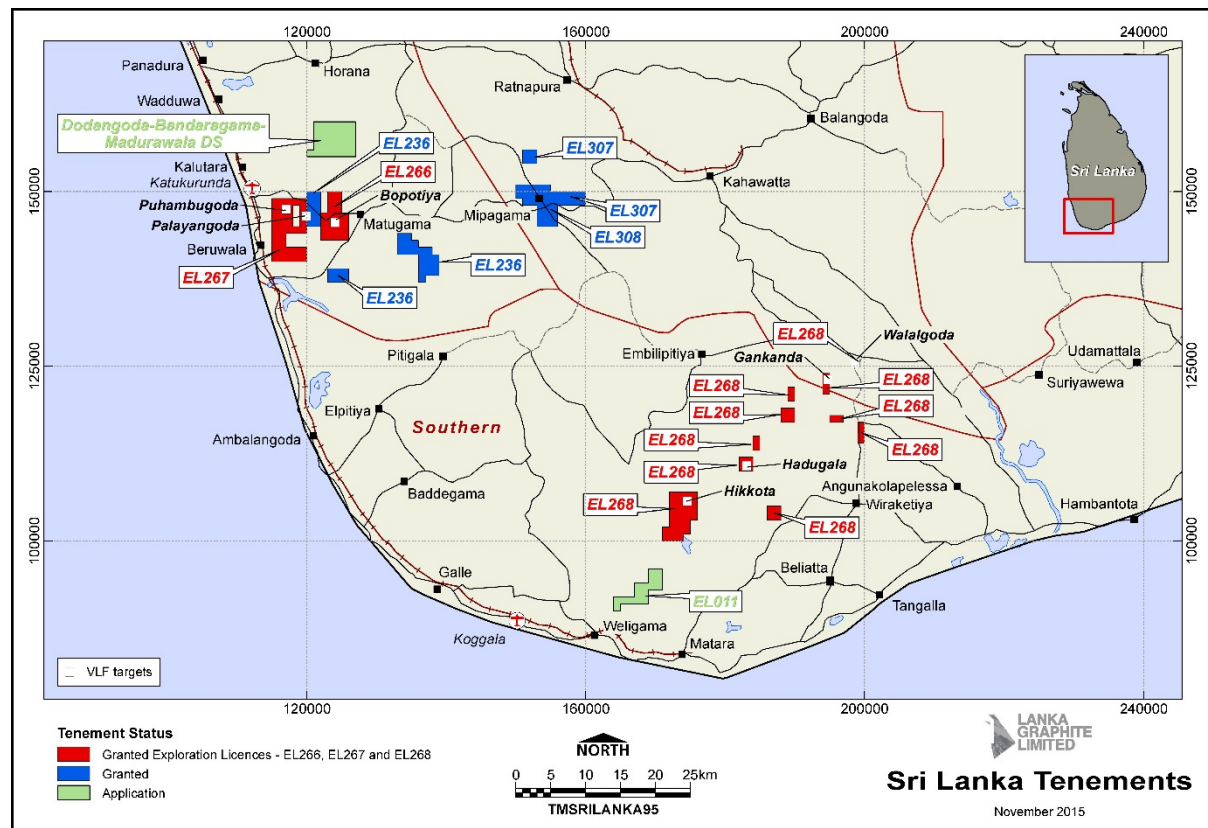 120000
160000
200000
240000
Panadura
Horana
Ratnapura
Wadduwa
Balangoda
Dodangoda-Bandaragama-
Madurawala DS
EL236
EL307
Sri Lanka
Kalutara
EL266
Kahawatta
Katukurunda
150000
150000
Puhambugoda
Bopotiya
EL307
Palayangoda
Matugama
Mipagama
EL308
Beruwala
EL267
EL236
EL236
Walalgoda
EL268
Pitigala
Embilipitiya
Gankanda
Udamattala
125000
125000
EL268
Suriyawewa
EL268
Elpitiya
EL268
EL268
Southern
Ambalangoda
EL268
EL268
EL268
Hadugala
Baddegama
Angunakolapelessa
Hikkota
Wiraketiya
Hambantota
EL268
EL268
100000
100000
Galle
Beliatta
EL011
Tangalla
Koggala
Weligama
Matara
VLF targets
120000
160000
200000
240000
Tenement Status
Granted Exploration Licences - EL266, EL267 and EL268
Granted
Application
NORTH
0 5 10 15 20 25km
TMSRILANKA95
LANKA
GRAPHITE
LIMITED
Sri Lanka Tenements
November 2015